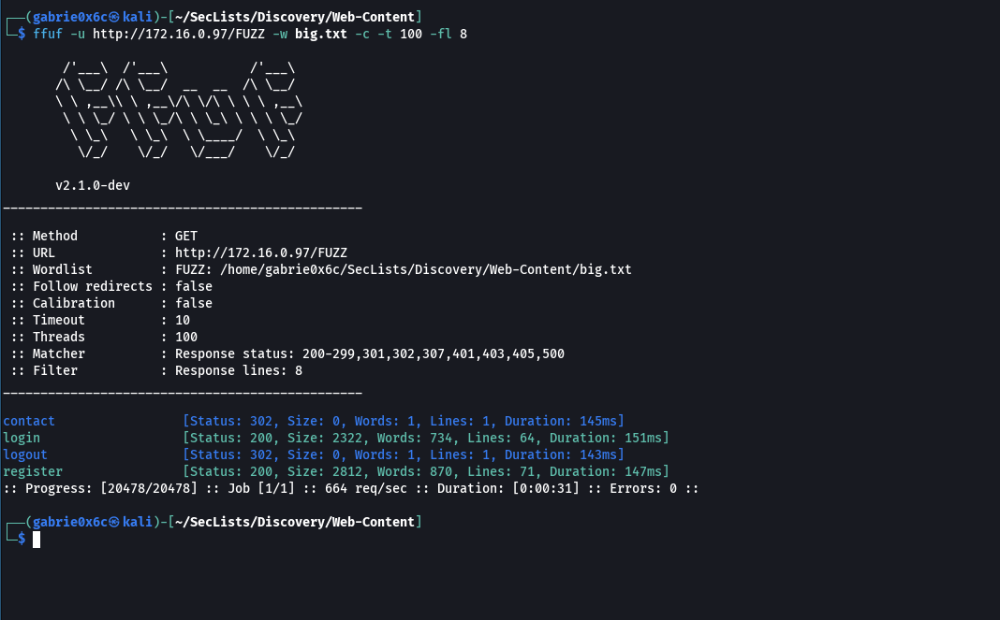 ┌──(gabrie0x6c㉿kali)-[~/SecLists/Discovery/Web-Content]
└─$ ffuf -u http://172.16.0.97/FUZZ -w big.txt -c -t 100 -fl 8

        /'___\  /'___\           /'___\
       /\ \__/ /\ \__/  __  __  /\ \__/
       \ \ ,__\\ \ ,__\/\ \/\ \ \ \ ,__\
        \ \ \_/ \ \ \_/\ \ \_\ \ \ \ \_/
         \ \_\   \ \_\  \ \____/  \ \_\
          \/_/    \/_/   \/___/    \/_/

       v2.1.0-dev
________________________________________________

 :: Method           : GET
 :: URL              : http://172.16.0.97/FUZZ
 :: Wordlist         : FUZZ: /home/gabrie0x6c/SecLists/Discovery/Web-Content/big.txt
 :: Follow redirects : false
 :: Calibration      : false
 :: Timeout          : 10
 :: Threads          : 100
 :: Matcher          : Response status: 200-299,301,302,307,401,403,405,500
 :: Filter           : Response lines: 8
________________________________________________

contact                 [Status: 302, Size: 0, Words: 1, Lines: 1, Duration: 145ms]
login                   [Status: 200, Size: 2322, Words: 734, Lines: 64, Duration: 151ms]
logout                  [Status: 302, Size: 0, Words: 1, Lines: 1, Duration: 143ms]
register                [Status: 200, Size: 2812, Words: 870, Lines: 71, Duration: 147ms]
:: Progress: [20478/20478] :: Job [1/1] :: 664 req/sec :: Duration: [0:00:31] :: Errors: 0 ::

┌──(gabrie0x6c㉿kali)-[~/SecLists/Discovery/Web-Content]
└─$